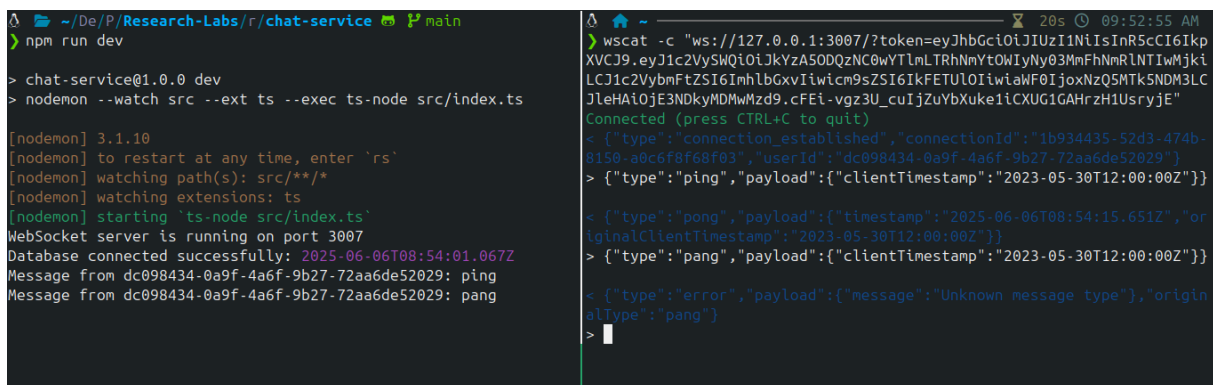 ~/De/P/Research-Labs/r/chat-service main
❯ npm run dev
> chat-service@1.0.0 dev
> nodemon --watch src --ext ts --exec ts-node src/index.ts
[nodemon] 3.1.10
[nodemon] to restart at any time, enter `rs`
[nodemon] watching path(s): src/**/*
[nodemon] watching extensions: ts
[nodemon] starting `ts-node src/index.ts`
WebSocket server is running on port 3007
Database connected successfully: 2025-06-06T08:54:01.067Z
Message from dc098434-0a9f-4a6f-9b27-72aa6de52029: ping
Message from dc098434-0a9f-4a6f-9b27-72aa6de52029: pang
~ 20s 09:52:55 AM
❯ wscat -c "ws://127.0.0.1:3007/?token=eyJhbGciOiJIUzI1NiIsInR5cCI6Ikp
XVCJ9.eyJ1c2VySWQiOiJkYzA5ODQzNC0wYTlmLTRhNmYtOWIyNy03MmFhNmRlNTIwMjki
LCJ1c2VybmFtZSI6ImhlbGxvIiwicm9sZSI6IkFETUlOIiwiaWF0IjoxNzQ5MTk5NDM3LC
JleHAiOjE3NDkyMDMwMzd9.cFEi-vgz3U_cuIjZuYbXuke1iCXUG1GAHrzH1UsryjE"
Connected (press CTRL+C to quit)
< {"type":"connection_established","connectionId":"1b934435-52d3-474b-
8150-a0c6f8f68f03","userId":"dc098434-0a9f-4a6f-9b27-72aa6de52029"}
> {"type":"ping","payload":{"clientTimestamp":"2023-05-30T12:00:00Z"}}
< {"type":"pong","payload":{"timestamp":"2025-06-06T08:54:15.651Z","or
iginalClientTimestamp":"2023-05-30T12:00:00Z"}}
> {"type":"pang","payload":{"clientTimestamp":"2023-05-30T12:00:00Z"}}
< {"type":"error","payload":{"message":"Unknown message type"},"origin
alType":"pang"}
>